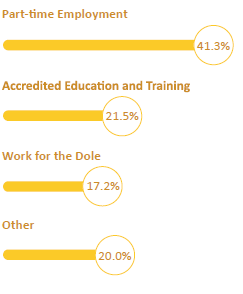 Part-time Employment
41.3%
Accredited Education and Training
21.5%
Work for the Dole
17.2%
Other
20.0%